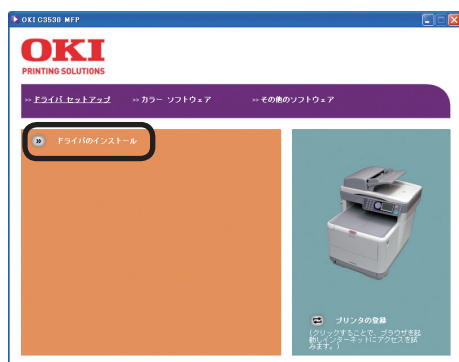 OKI C3530 MFP
OKI
PRINTING SOLUTIONS
>> ドライバ セットアップ >> カラー ソフトウェア >> その他のソフトウェア
>> ドライバのインストール
プリンタの登録
(クリックすることで、ブラウザを起
動しインターネットにアクセスを試
みます。)